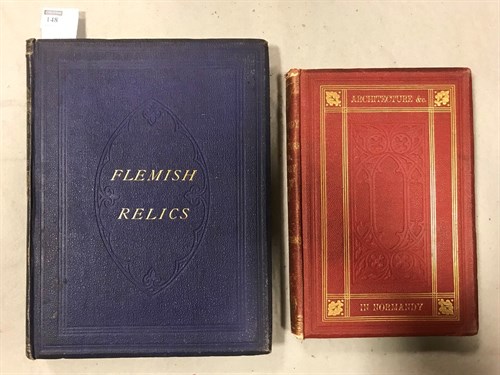 148
FLEMISH
RELICS
ARCHITECTURE &c.
IN NORMANDY